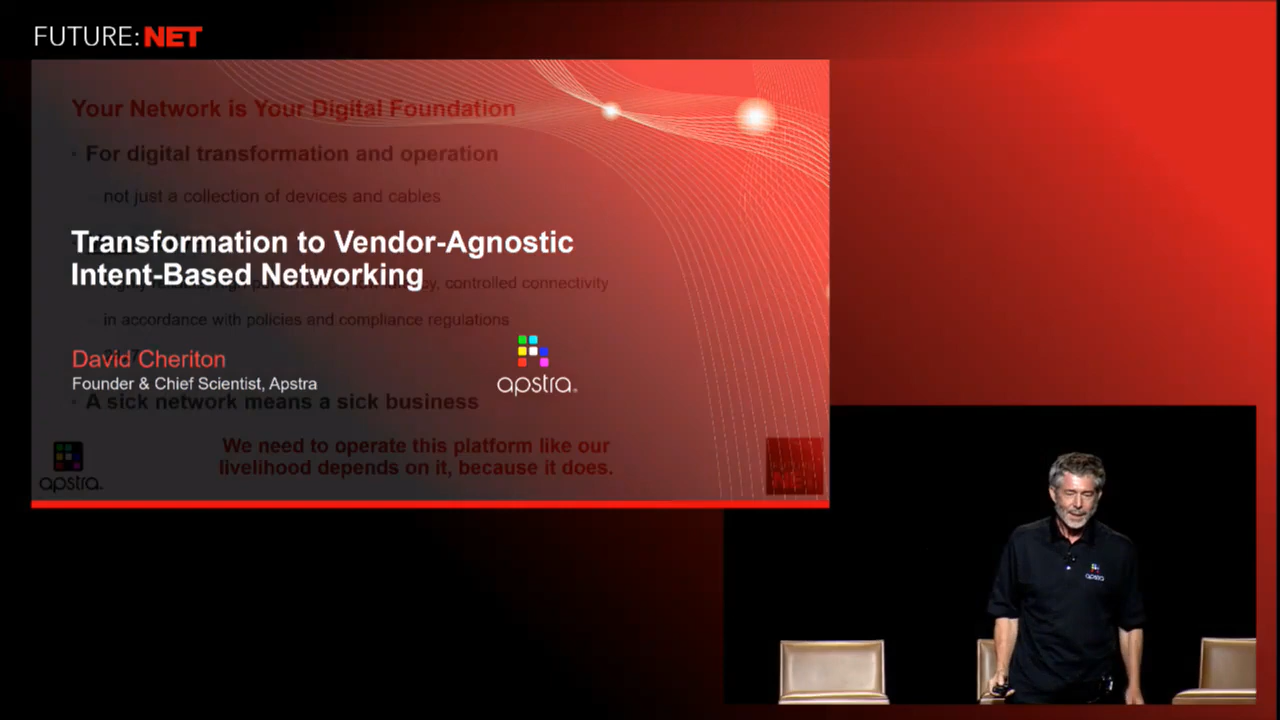 FUTURE:NET
Your Network is Your Digital Foundation
· For digital transformation and operation
not just a collection of devices and cables
Transformation to Vendor-Agnostic
Intent-Based Networking
controlled connectivity
in accordance with policies and compliance regulations
David Cheriton
Founder & Chief Scientist, Apstra
apstra.
· A sick network means a sick business
We need to operate this platform like our
livelihood depends on it, because it does.
apstra.
apstra